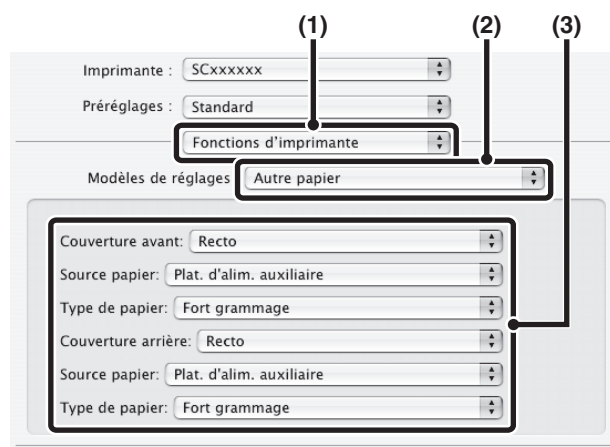 (1) (2) (3)
Imprimante : SCxxxxxx
Préréglages : Standard
Fonctions d'imprimante
Modèles de réglages Autre papier
Couverture avant: Recto
Source papier: Plat. d'alim. auxiliaire
Type de papier: Fort grammage
Couverture arrière: Recto
Source papier: Plat. d'alim. auxiliaire
Type de papier: Fort grammage